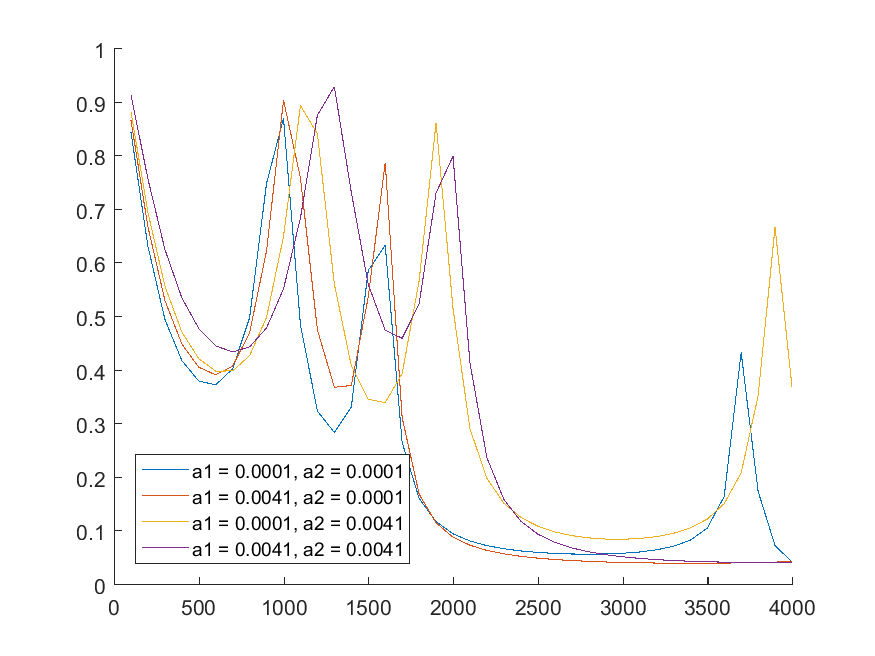 1
0.9
0.8
0.7
0.6
0.5
0.4
0.3
0.2
0.1
0
a1 = 0.0001, a2 = 0.0001
a1 = 0.0041, a2 = 0.0001
a1 = 0.0001, a2 = 0.0041
a1 = 0.0041, a2 = 0.0041
0 500 1000 1500 2000 2500 3000 3500 4000